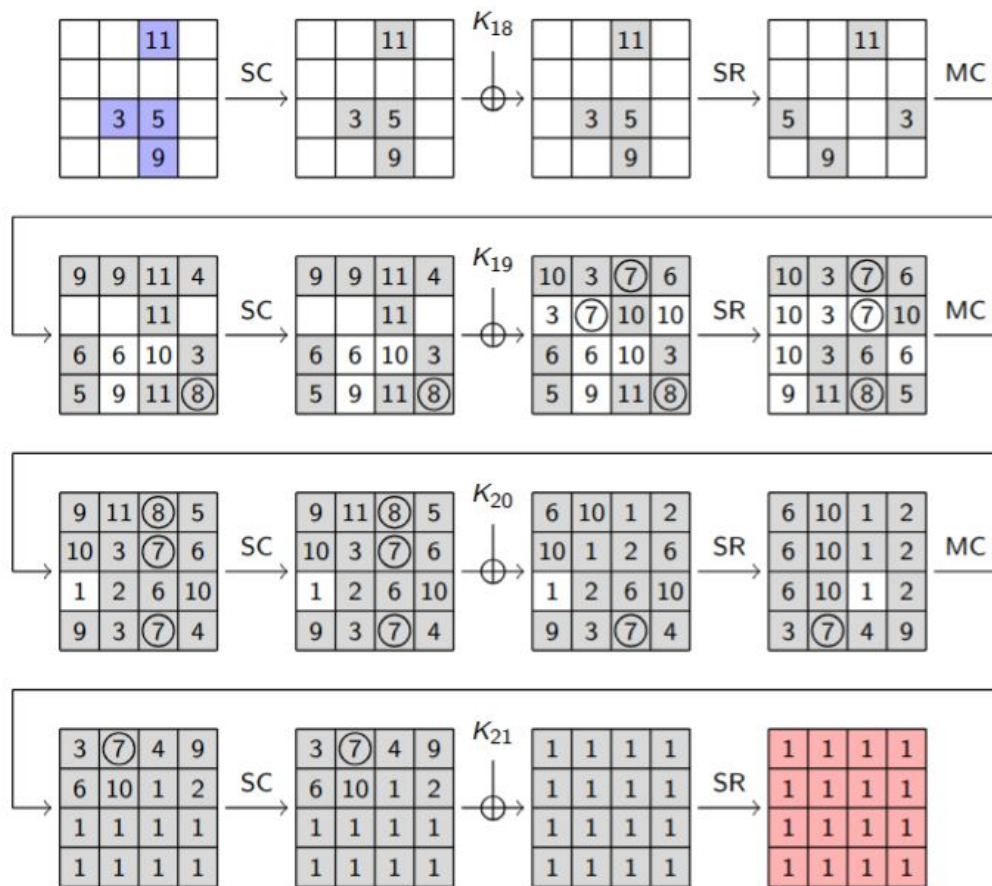 K18
11 SC 11 11 SR 11 MC
3 5 3 5 3 5 5 3
9 9 9 9
K19
9 9 11 4 SC 9 9 11 4 10 3 7 6 SR 10 3 7 6 MC
11 11 3 7 10 10 10 3 7 10
6 6 10 3 6 6 10 3 6 6 10 3 10 3 6 6
5 9 11 8 5 9 11 8 5 9 11 8 9 11 8 5
K20
9 11 8 5 SC 9 11 8 5 6 10 1 2 SR 6 10 1 2 MC
10 3 7 6 10 3 7 6 10 1 2 6 6 10 1 2
1 2 6 10 1 2 6 10 1 2 6 10 6 10 1 2
9 3 7 4 9 3 7 4 9 3 7 4 3 7 4 9
K21
3 7 4 9 SC 3 7 4 9 1 1 1 1 SR 1 1 1 1
6 10 1 2 6 10 1 2 1 1 1 1 1 1 1 1
1 1 1 1 1 1 1 1 1 1 1 1 1 1 1 1
1 1 1 1 1 1 1 1 1 1 1 1 1 1 1 1